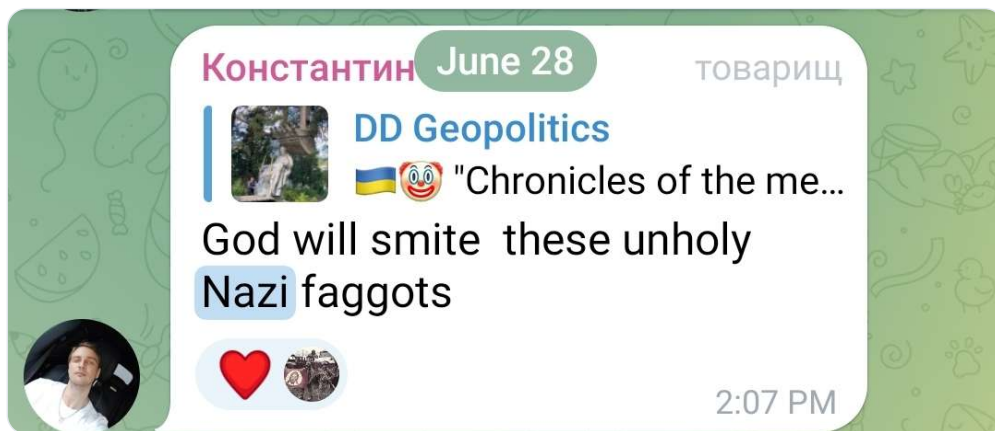 Константин
June 28
товарищ
DD Geopolitics
🇺🇦🤡 "Chronicles of the me...
God will smite these unholy
Nazi faggots
2:07 PM